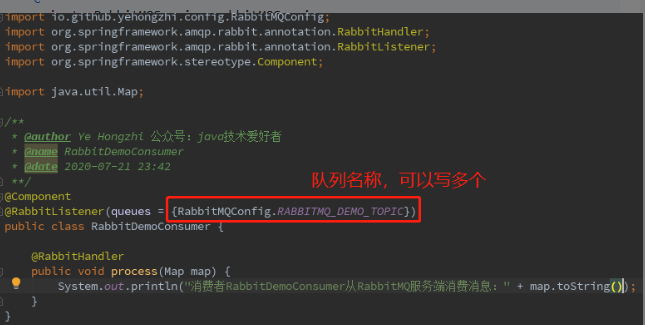 import io.github.yehongzhi.config.RabbitMQConfig;
import org.springframework.amqp.rabbit.annotation.RabbitHandler;
import org.springframework.amqp.rabbit.annotation.RabbitListener;
import org.springframework.stereotype.Component;
import java.util.Map;
/**
* @author Ye Hongzhi 公众号：java技术爱好者
* @name RabbitDemoConsumer
* @date 2020-07-21 23:42
**/
队列名称，可以写多个
@Component
@RabbitListener(queues = {RabbitMQConfig.RABBITMQ_DEMO_TOPIC})
public class RabbitDemoConsumer {
@RabbitHandler
public void process(Map map) {
System.out.println("消费者RabbitDemoConsumer从RabbitMQ服务端消费消息：" + map.toString());
}
}